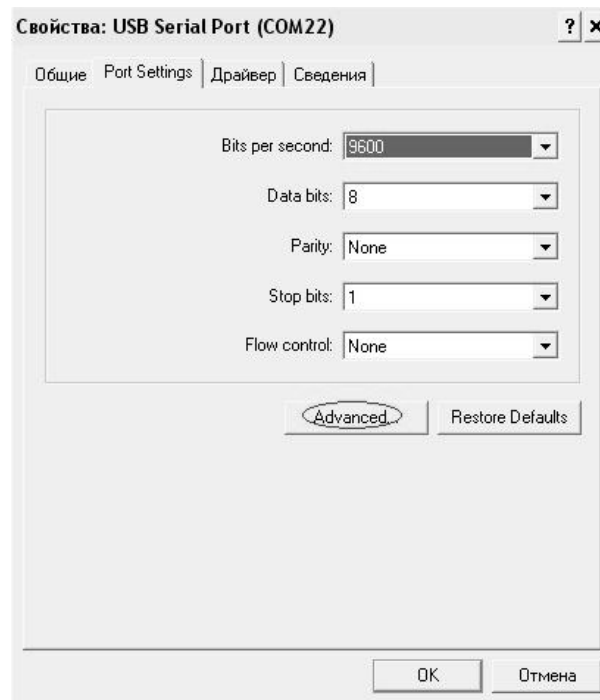 Свойства: USB Serial Port (COM22)
Общие Port Settings Драйвер Сведения
Bits per second: 9600
Data bits: 8
Parity: None
Stop bits: 1
Flow control: None
Advanced... Restore Defaults
OK Отмена